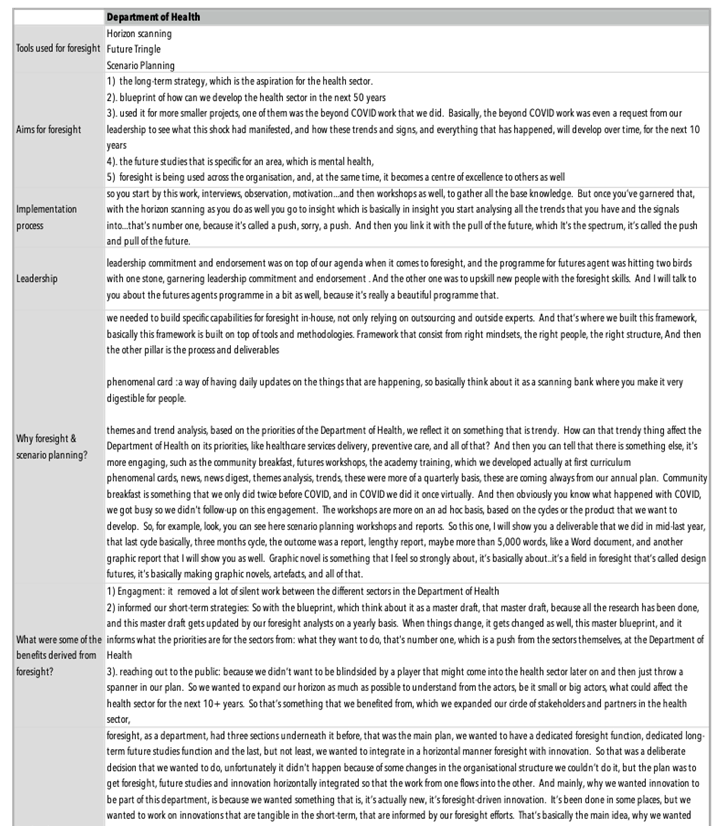 Department of Health
Tools used for foresight
Horizon scanning
Future Tringle
Scenario Planning
Aims for foresight
1) the long-term strategy, which is the aspiration for the health sector.
2). blueprint of how can we develop the health sector in the next 50 years
3). used it for more smaller projects, one of them was the beyond COVID work that we did. Basically, the beyond COVID work was even a request from our
leadership to see what this shock had manifested, and how these trends and signs, and everything that has happened, will develop over time, for the next 10
years
4). the future studies that is specific for an area, which is mental health,
5) foresight is being used across the organisation, and, at the same time, it becomes a centre of excellence to others as well
Implementation
process
so you start by this work, interviews, observation, motivation...and then workshops as well, to gather all the base knowledge. But once you've garnered that,
with the horizon scanning as you do as well you go to insight which is basically in insight you start analysing all the trends that you have and the signals
into...that's number one, because it's called a push, sorry, a push. And then you link it with the pull of the future, which It's the spectrum, it's called the push
and pull of the future.
Leadership
leadership commitment and endorsement was on top of our agenda when it comes to foresight, and the programme for futures agent was hitting two birds
with one stone, garnering leadership commitment and endorsement . And the other one was to upskill new people with the foresight skills. And I will talk to
you about the futures agents programme in a bit as well, because it's really a beautiful programme that.
Why foresight &
scenario planning?
we needed to build specific capabilities for foresight in-house, not only relying on outsourcing and outside experts. And that's where we built this framework,
basically this framework is built on top of tools and methodologies. Framework that consist from right mindsets, the right people, the right structure, And then
the other pillar is the process and deliverables
phenomenal card :a way of having daily updates on the things that are happening, so basically think about it as a scanning bank where you make it very
digestible for people.
themes and trend analysis, based on the priorities of the Department of Health, we reflect it on something that is trendy. How can that trendy thing affect the
Department of Health on its priorities, like healthcare services delivery, preventive care, and all of that? And then you can tell that there is something else, it's
more engaging, such as the community breakfast, futures workshops, the academy training, which we developed actually at first curriculum
phenomenal cards, news, news digest, themes analysis, trends, these were more of a quarterly basis, these are coming always from our annual plan. Community
breakfast is something that we only did twice before COVID, and in COVID we did it once virtually. And then obviously you know what happened with COVID,
we got busy so we didn't follow-up on this engagement. The workshops are more on an ad hoc basis, based on the cycles or the product that we want to
develop. So, for example, look, you can see here scenario planning workshops and reports. So this one, I will show you a deliverable that we did in mid-last year,
that last cycle basically, three months cycle, the outcome was a report, lengthy report, maybe more than 5,000 words, like a Word document, and another
graphic report that I will show you as well. Graphic novel is something that I feel so strongly about, it's basically about..it's a field in foresight that's called design
futures, it's basically making graphic novels, artefacts, and all of that.
What were some of the
benefits derived from
foresight?
1) Engagment: it removed a lot of silent work between the different sectors in the Department of Health
2) informed our short-term strategies: So with the blueprint, which think about it as a master draft, that master draft, because all the research has been done,
and this master draft gets updated by our foresight analysts on a yearly basis. When things change, it gets changed as well, this master blueprint, and it
informs what the priorities are for the sectors from: what they want to do, that's number one, which is a push from the sectors themselves, at the Department of
Health
3). reaching out to the public: because we didn't want to be blindsided by a player that might come into the health sector later on and then just throw a
spanner in our plan. So we wanted to expand our horizon as much as possible to understand from the actors, be it small or big actors, what could affect the
health sector for the next 10+ years. So that's something that we benefited from, which we expanded our circle of stakeholders and partners in the health
sector,
foresight, as a department, had three sections underneath it before, that was the main plan, we wanted to have a dedicated foresight function, dedicated long-
term future studies function and the last, but not least, we wanted to integrate in a horizontal manner foresight with innovation. So that was a deliberate
decision that we wanted to do, unfortunately it didn't happen because of some changes in the organisational structure we couldn't do it, but the plan was to
get foresight, future studies and innovation horizontally integrated so that the work from one flows into the other. And mainly, why we wanted innovation to
be part of this department, is because we wanted something that is, it's actually new, it's foresight-driven innovation. It's been done in some places, but we
wanted to work on innovations that are tangible in the short-term, that are informed by our foresight efforts. That's basically the main idea, why we wanted